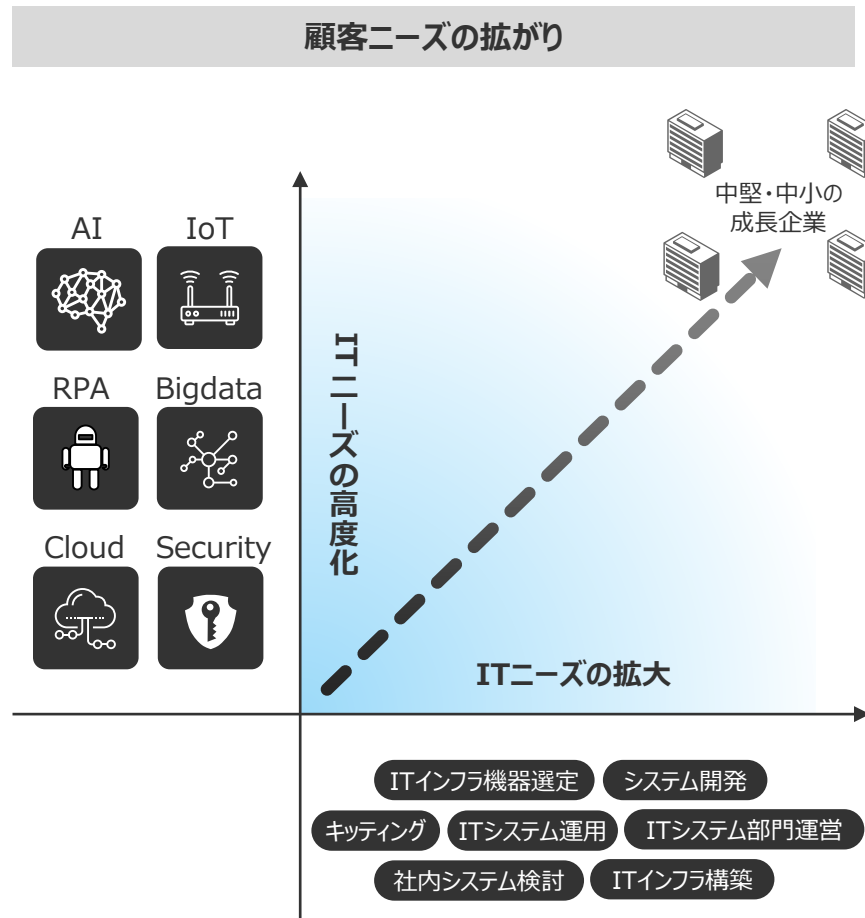 顧客ニーズの拡がり
中堅・中小の
成長企業
AI
IoT
RPA
Bigdata
Cloud
Security
ITニーズの高度化
ITニーズの拡大
ITインフラ機器選定
システム開発
キッティング
ITシステム運用
ITシステム部門運営
社内システム検討
ITインフラ構築